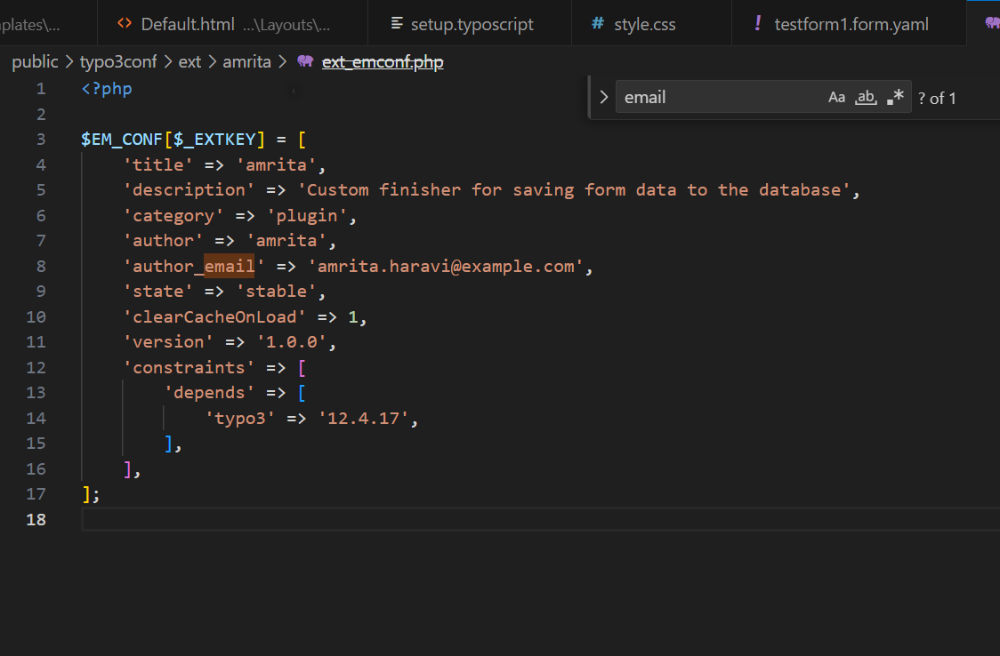 plates\...
<> Default.html ...\Layouts\...
setup.typoscript
# style.css
! testform1.form.yaml
public > typo3conf > ext > amrita > ext_emconf.php
> email Aa ab .* ? of 1
1 <?php
2
3 $EM_CONF[$_EXTKEY] = [
4 'title' => 'amrita',
5 'description' => 'Custom finisher for saving form data to the database',
6 'category' => 'plugin',
7 'author' => 'amrita',
8 'author_email' => 'amrita.haravi@example.com',
9 'state' => 'stable',
10 'clearCacheOnLoad' => 1,
11 'version' => '1.0.0',
12 'constraints' => [
13 'depends' => [
14 'typo3' => '12.4.17',
15 ],
16 ],
17 ];
18